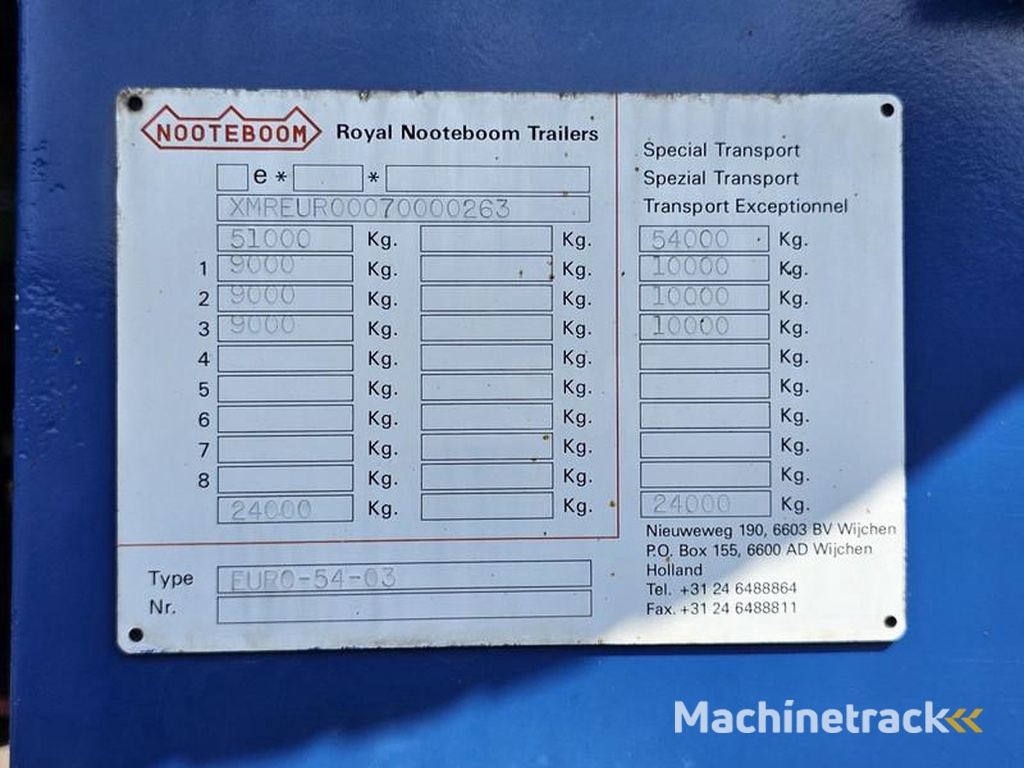 NOOTEBOOM Royal Nooteboom Trailers
Special Transport
Spezial Transport
Transport Exceptionnel
e * *
XMREUR00070000263
51000 Kg. Kg. 54000 Kg.
1 9000 Kg. Kg. 10000 Kg.
2 9000 Kg. Kg. 10000 Kg.
3 9000 Kg. Kg. 10000 Kg.
4 Kg. Kg. Kg.
5 Kg. Kg. Kg.
6 Kg. Kg. Kg.
7 Kg. Kg. Kg.
8 Kg. Kg. Kg.
24000 Kg. Kg. 24000 Kg.
Type EURO-54-03
Nr.
Nieuweweg 190, 6603 BV Wijchen
P.O. Box 155, 6600 AD Wijchen
Holland
Tel. +31 24 6488864
Fax. +31 24 6488811
Machinetrack